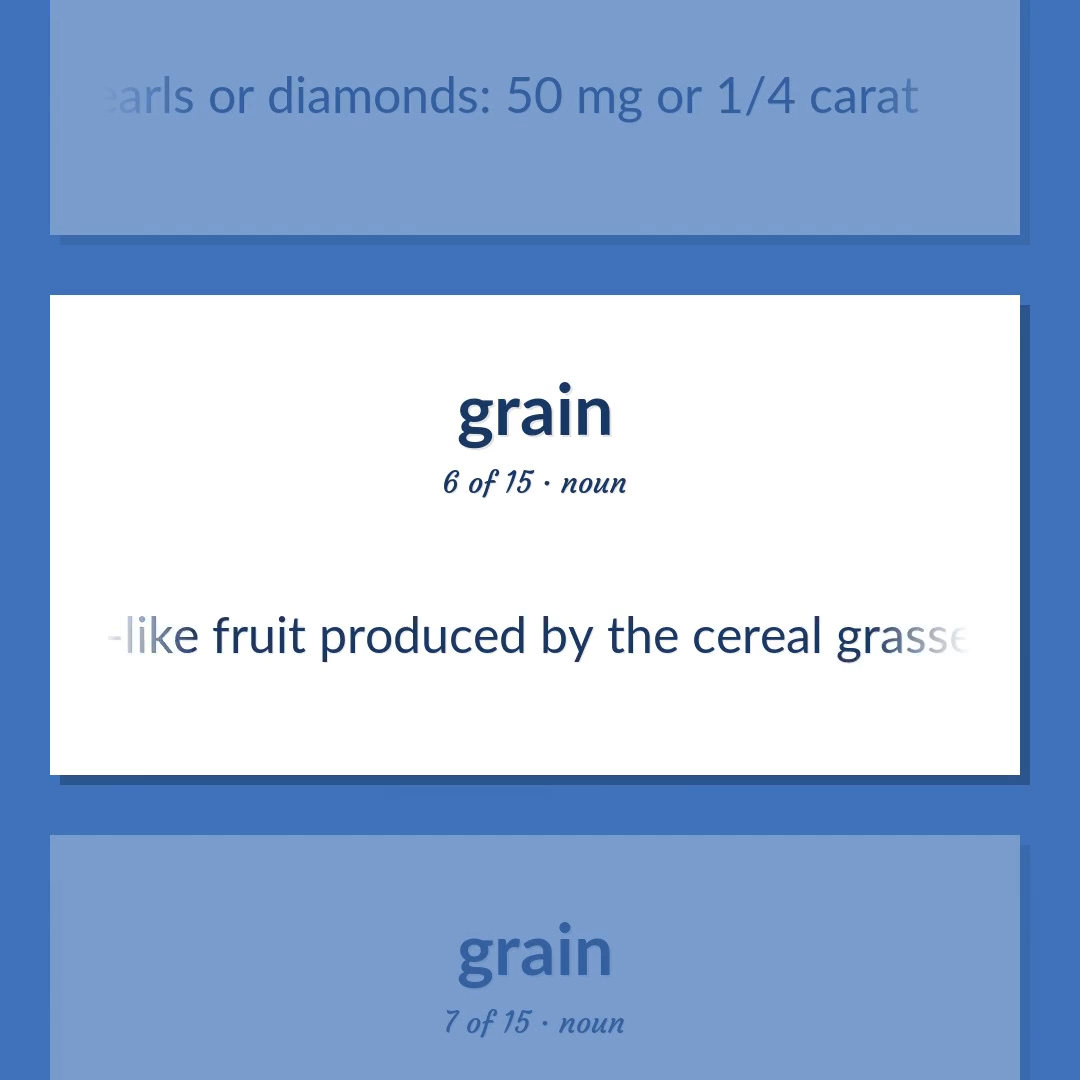 earls or diamonds: 50 mg or 1/4 carat
grain
6 of 15 · noun
-like fruit produced by the cereal grasse
grain
7 of 15 · noun